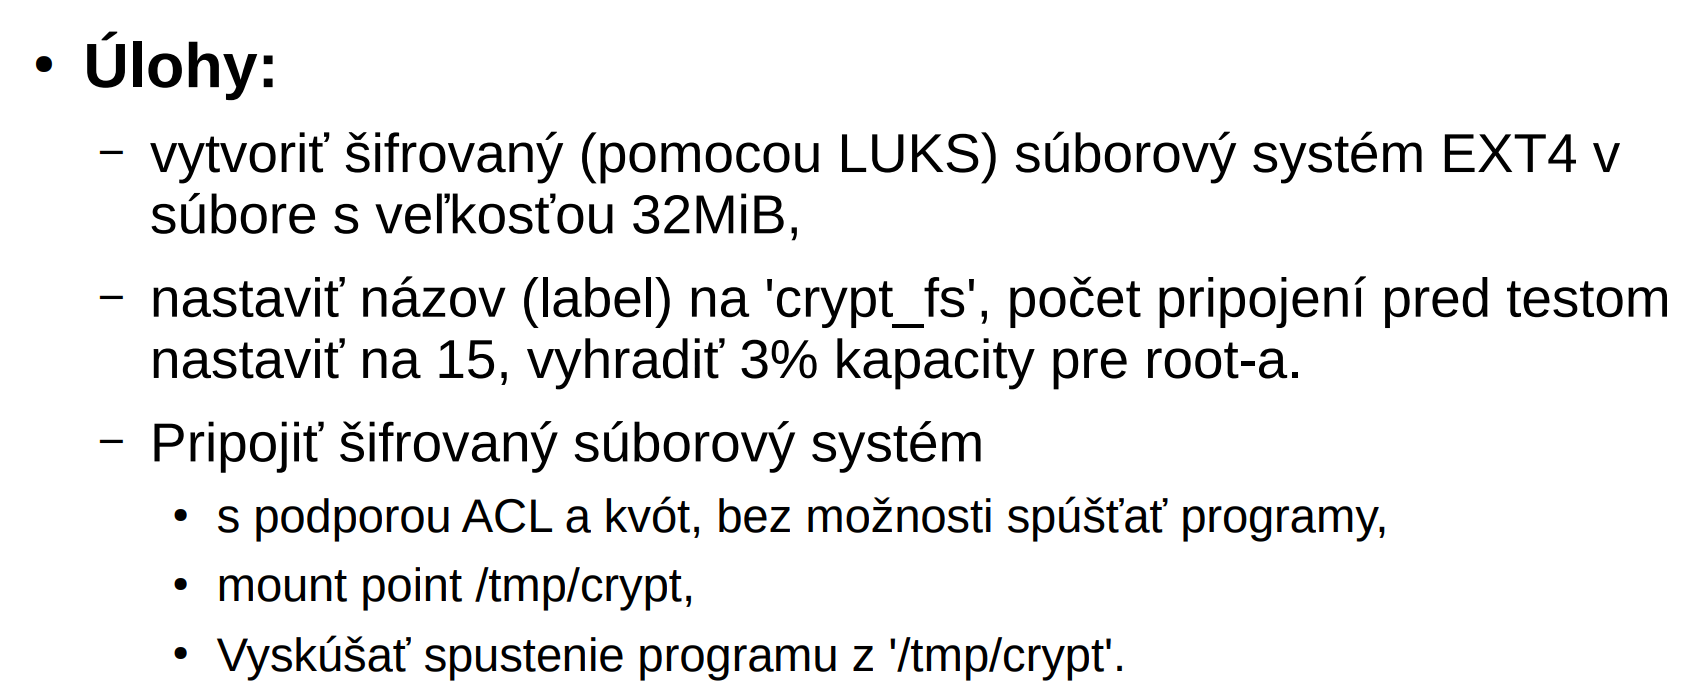 • Úlohy:
– vytvoriť šifrovaný (pomocou LUKS) súborový systém EXT4 v
súbore s veľkosťou 32MiB,
– nastaviť názov (label) na 'crypt_fs', počet pripojení pred testom
nastaviť na 15, vyhradiť 3% kapacity pre root-a.
– Pripojiť šifrovaný súborový systém
• s podporou ACL a kvót, bez možnosti spúšťať programy,
• mount point /tmp/crypt,
• Vyskúšať spustenie programu z '/tmp/crypt'.